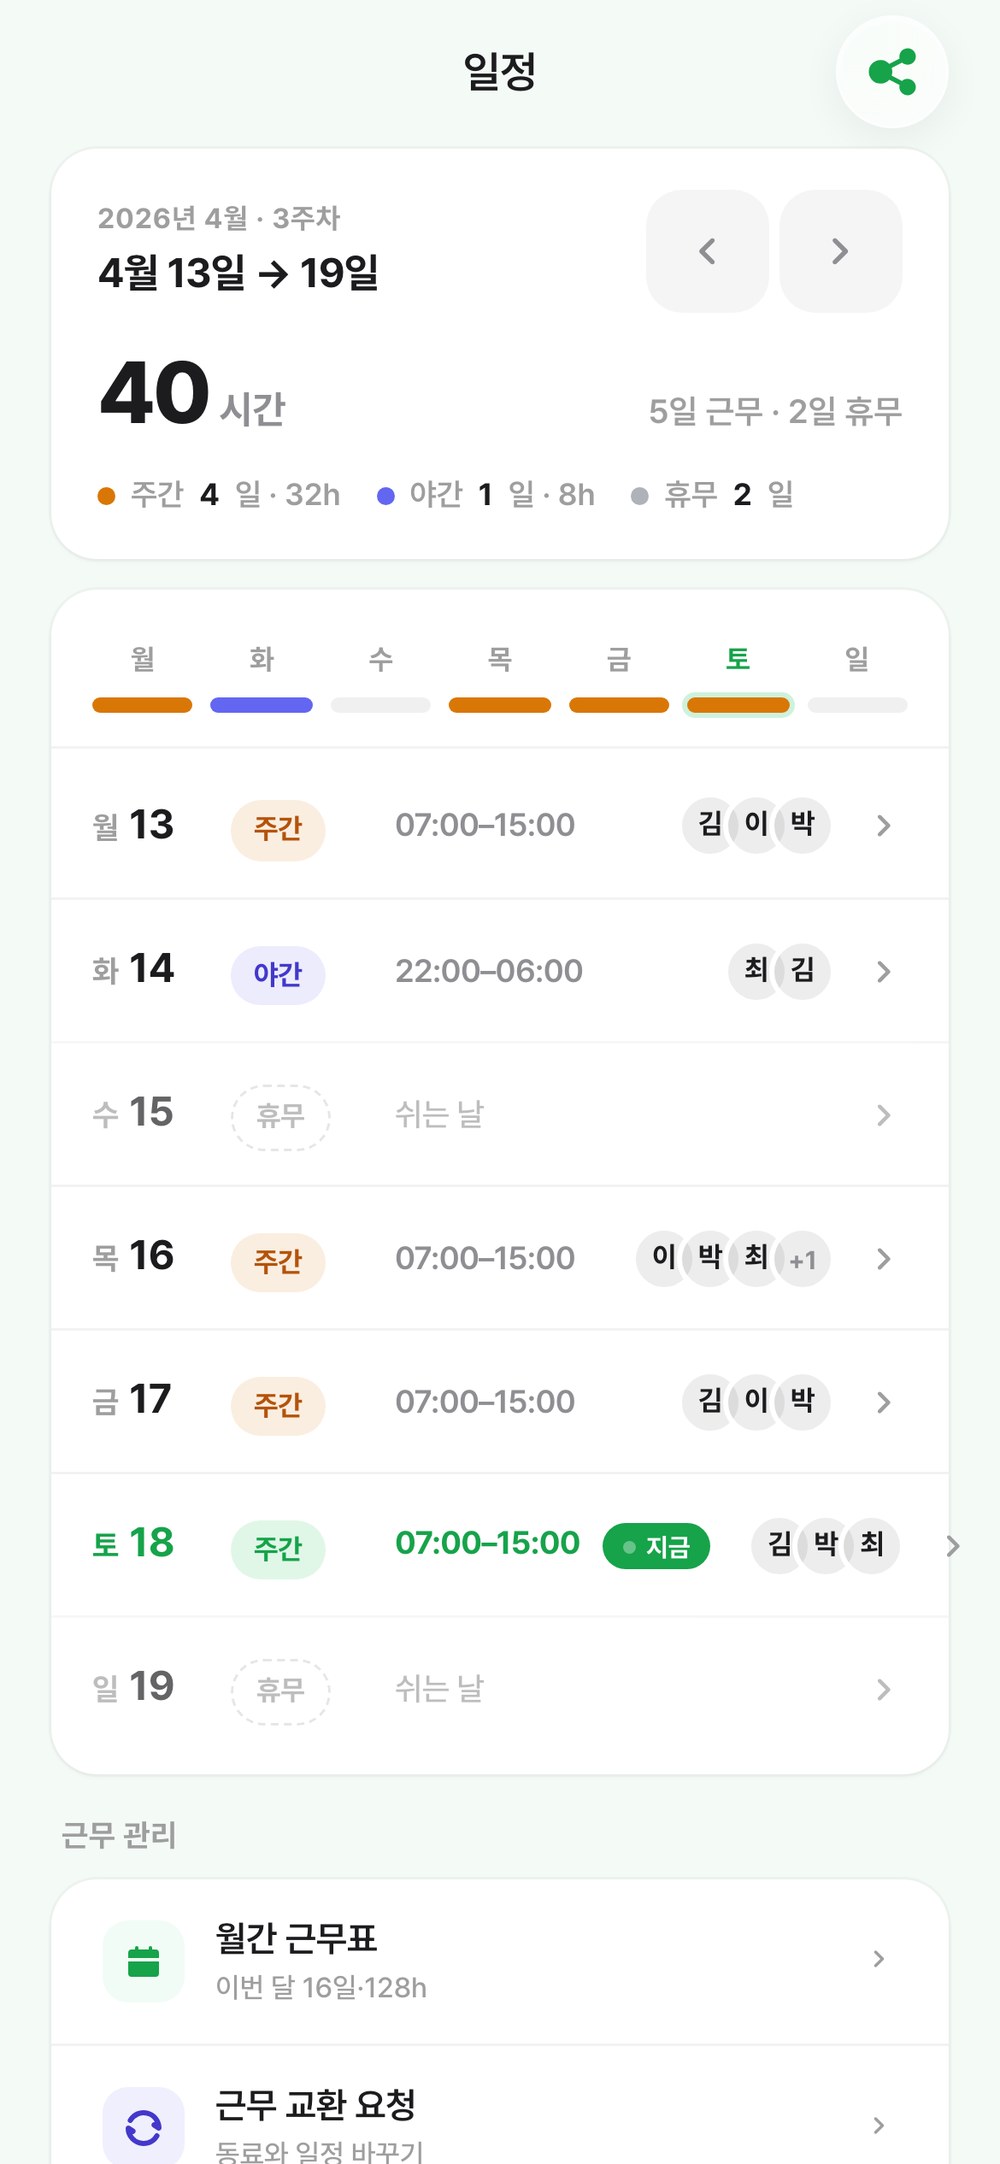 일정
2026년 4월 · 3주차
4월 13일 → 19일
40 시간
5일 근무 · 2일 휴무
주간 4 일 · 32h 야간 1 일 · 8h 휴무 2 일
월 화 수 목 금 토 일
월 13 주간 07:00–15:00 김 이 박
화 14 야간 22:00–06:00 최 김
수 15 휴무 쉬는 날
목 16 주간 07:00–15:00 이 박 최 +1
금 17 주간 07:00–15:00 김 이 박
토 18 주간 07:00–15:00 지금 김 박 최
일 19 휴무 쉬는 날
근무 관리
월간 근무표
이번 달 16일·128h
근무 교환 요청
동료와 일정 바꾸기